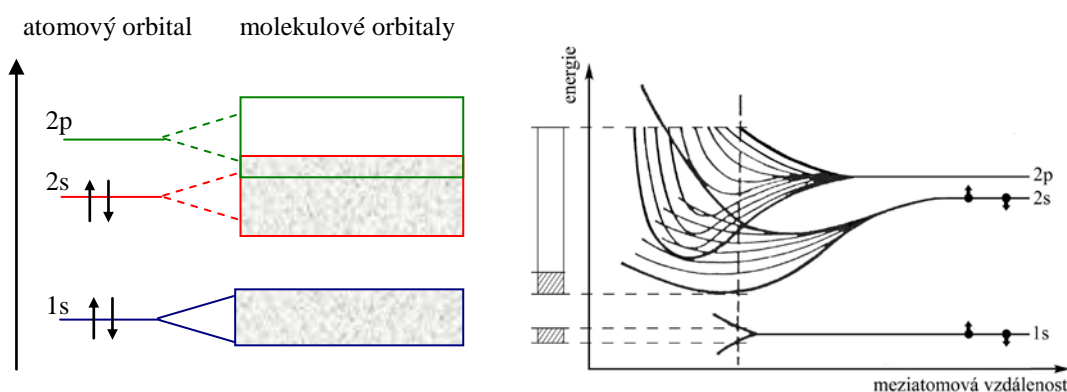 atomový orbital
molekulové orbitaly
2p
2s
1s
energie
2p
2s
1s
meziatomová vzdálenost